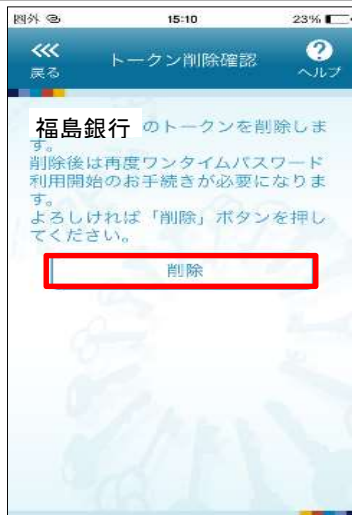 圏外 15:10 23%
戻る トークン削除確認 ? ヘルプ
福島銀行 のトークンを削除しま
す。
削除後は再度ワンタイムパスワード
利用開始のお手続きが必要になりま
す。
よろしければ「削除」ボタンを押し
てください。
削除